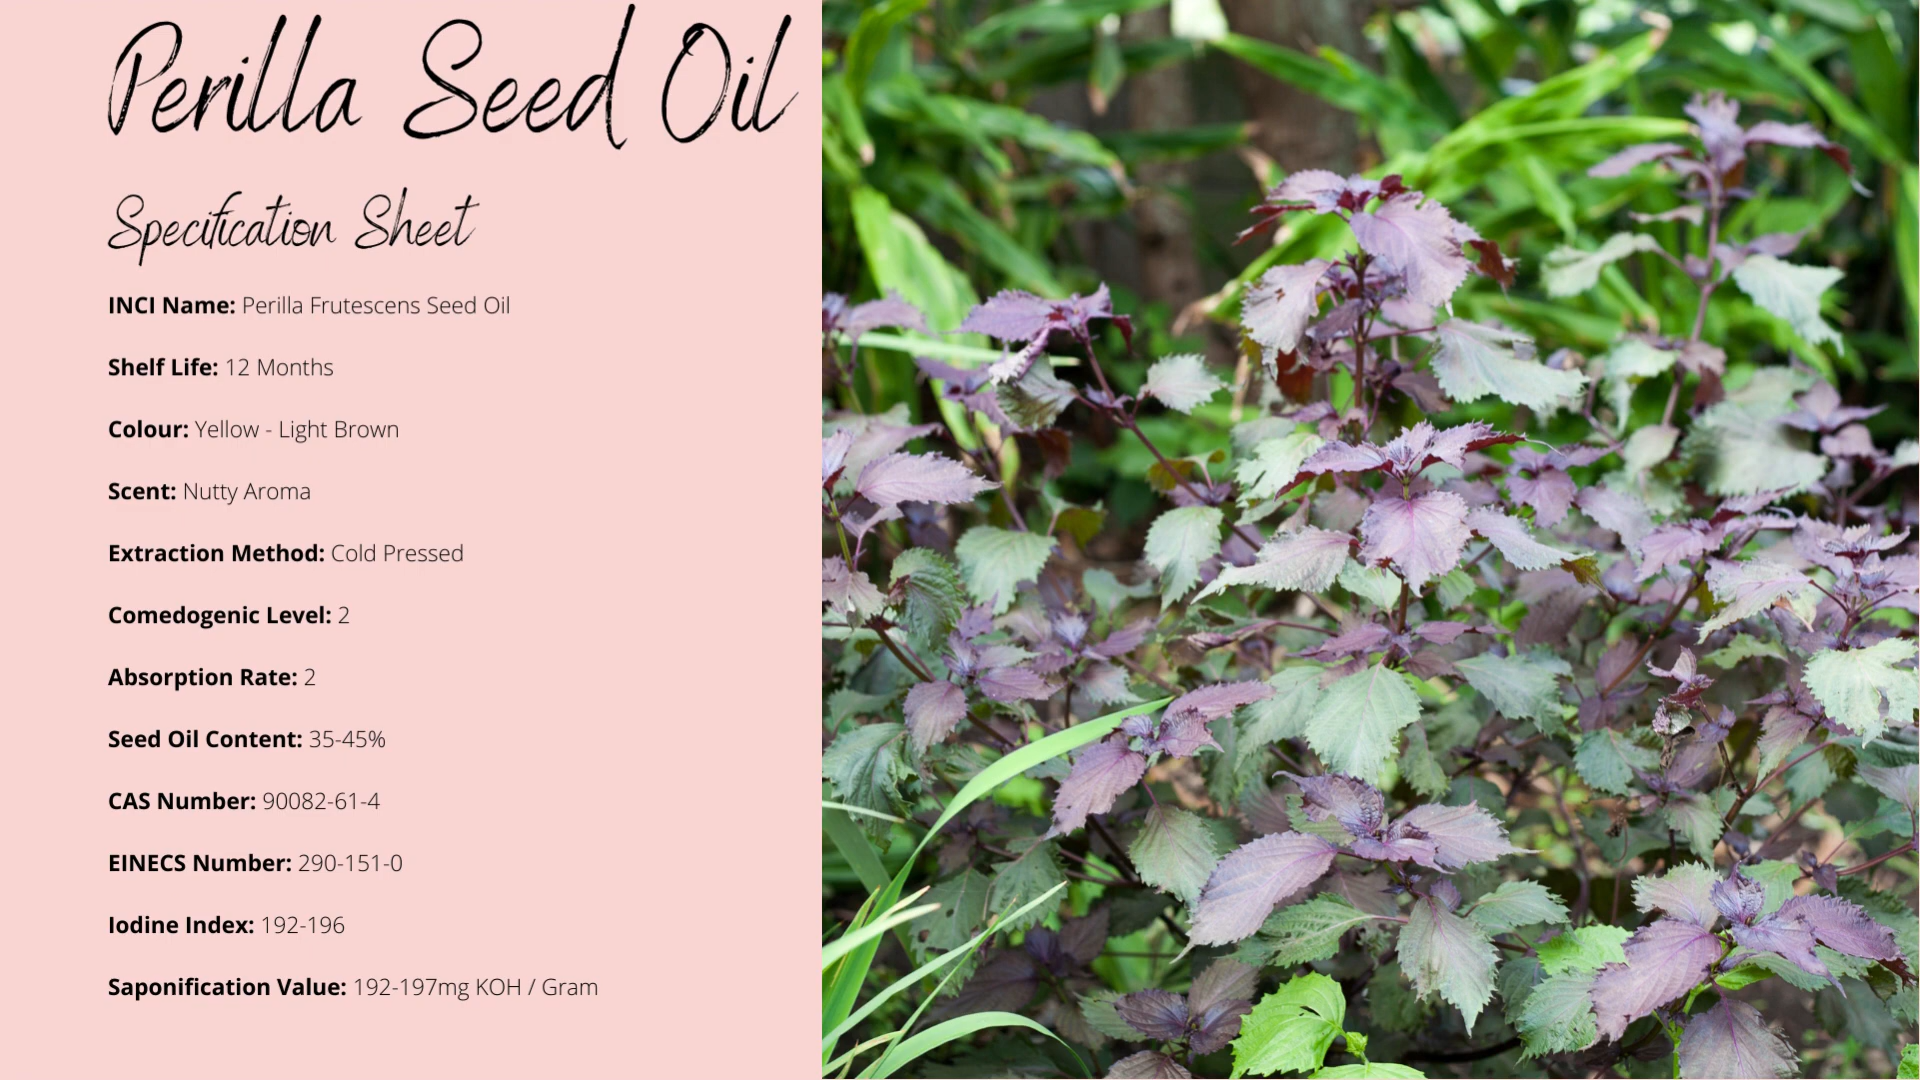 Perilla Seed Oil
Specification Sheet
INCI Name: Perilla Frutescens Seed Oil
Shelf Life: 12 Months
Colour: Yellow - Light Brown
Scent: Nutty Aroma
Extraction Method: Cold Pressed
Comedogenic Level: 2
Absorption Rate: 2
Seed Oil Content: 35-45%
CAS Number: 90082-61-4
EINECS Number: 290-151-0
Iodine Index: 192-196
Saponification Value: 192-197mg KOH / Gram